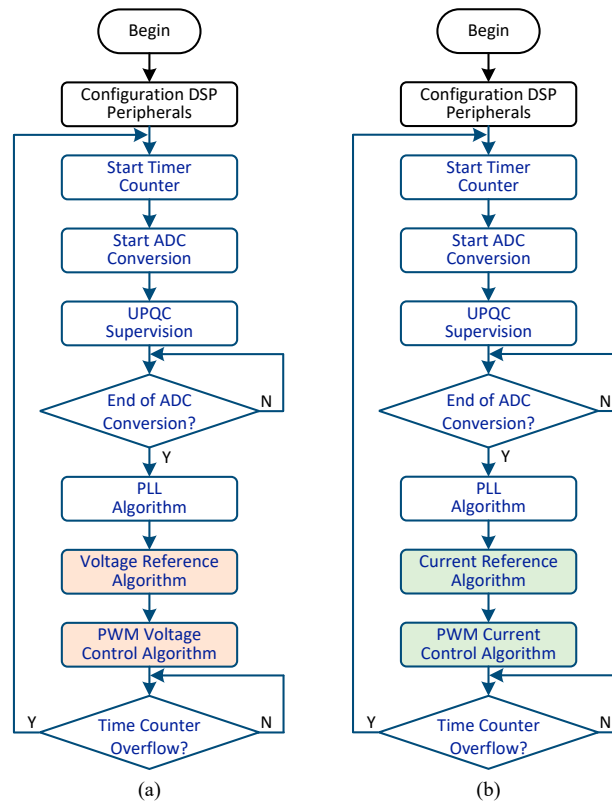 Begin
Configuration DSP
Peripherals
Start Timer
Counter
Start ADC
Conversion
UPQC
Supervision
End of ADC
Conversion?
N
Y
PLL
Algorithm
Voltage Reference
Algorithm
PWM Voltage
Control Algorithm
Y
Time Counter
Overflow?
N
(a)
Begin
Configuration DSP
Peripherals
Start Timer
Counter
Start ADC
Conversion
UPQC
Supervision
End of ADC
Conversion?
N
Y
PLL
Algorithm
Current Reference
Algorithm
PWM Current
Control Algorithm
Y
Time Counter
Overflow?
N
(b)